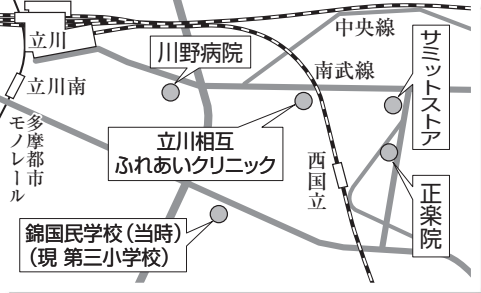 立川
川野病院
中央線
サミットストア
南武線
立川南
多摩都市
モノレール
立川相互
ふれあいクリニック
西国立
正楽院
錦国民学校（当時）
（現 第三小学校）